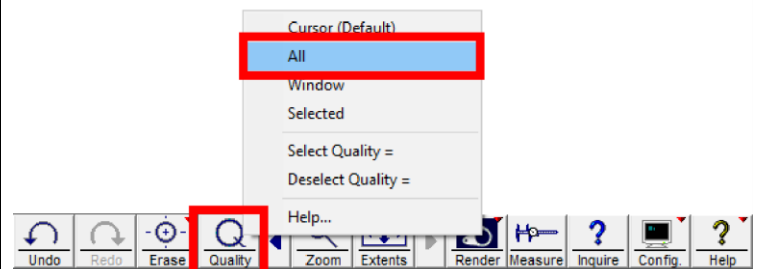 Cursor (Default)
All
Window
Selected
Select Quality =
Deselect Quality =
Help...
Undo Redo Erase Quality Zoom Extents Render Measure Inquire Config. Help